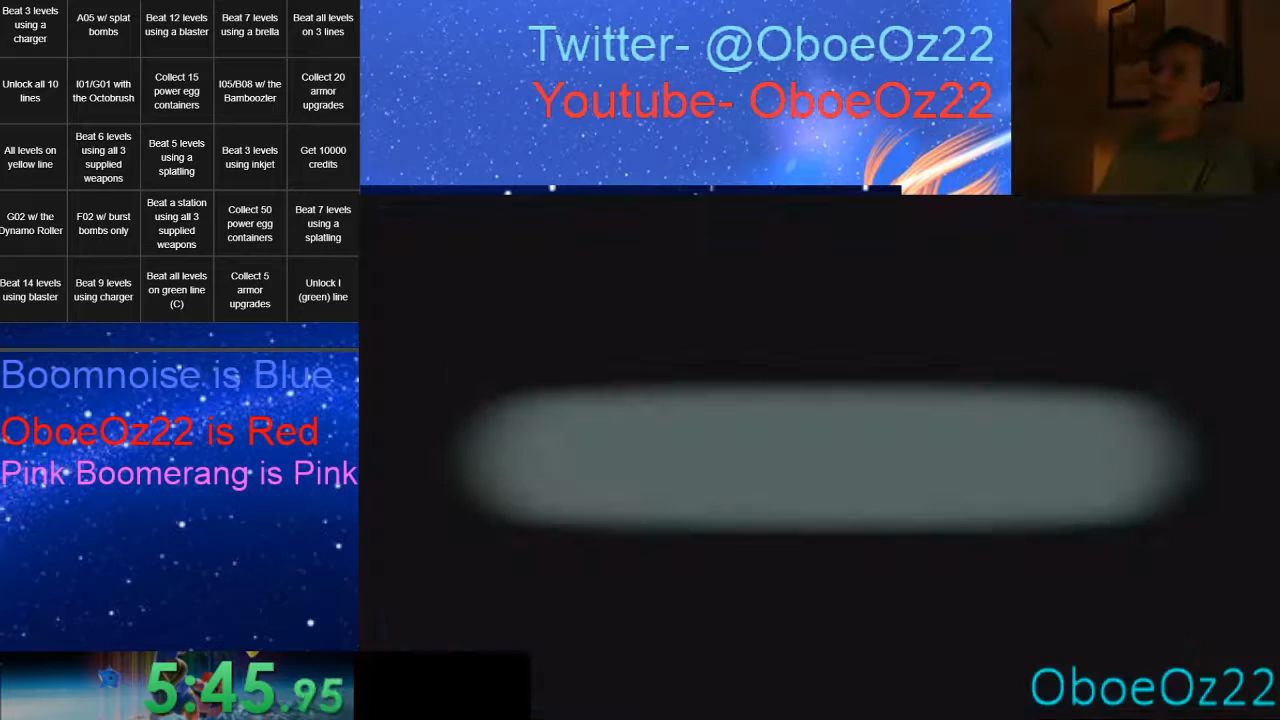 Beat 3 levels
using a
charger
A05 w/ splat
bombs
Beat 12 levels
using a blaster
Beat 7 levels
using a brella
Beat all levels
on 3 lines
Unlock all 10
lines
I01/G01 with
the Octobrush
Collect 15
power egg
containers
I05/B08 w/ the
Bamboozler
Collect 20
armor
upgrades
All levels on
yellow line
Beat 6 levels
using all 3
supplied
weapons
Beat 5 levels
using a
splatling
Beat 3 levels
using inkjet
Get 10000
credits
G02 w/ the
Dynamo Roller
F02 w/ burst
bombs only
Beat a station
using all 3
supplied
weapons
Collect 50
power egg
containers
Beat 7 levels
using a
splatling
Beat 14 levels
using blaster
Beat 9 levels
using charger
Beat all levels
on green line
(C)
Collect 5
armor
upgrades
Unlock I
(green) line
Twitter- @OboeOz22
Youtube- OboeOz22
Boomnoise is Blue
OboeOz22 is Red
Pink Boomerang is Pink
5:45.95
OboeOz22